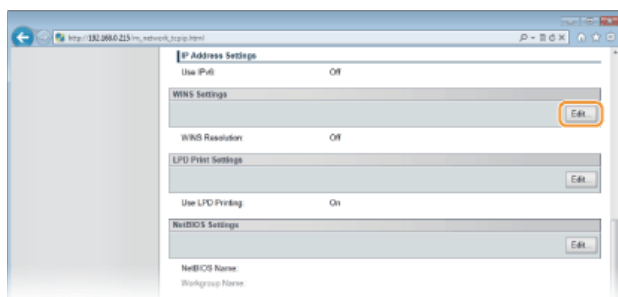 http://192.168.0.215/m_network_tcpip.html
IP Address Settings
Use IPv6: Off
WINS Settings
Edit...
WINS Resolution: Off
LPD Print Settings
Edit...
Use LPD Printing: On
NetBIOS Settings
Edit...
NetBIOS Name:
Workgroup Name: